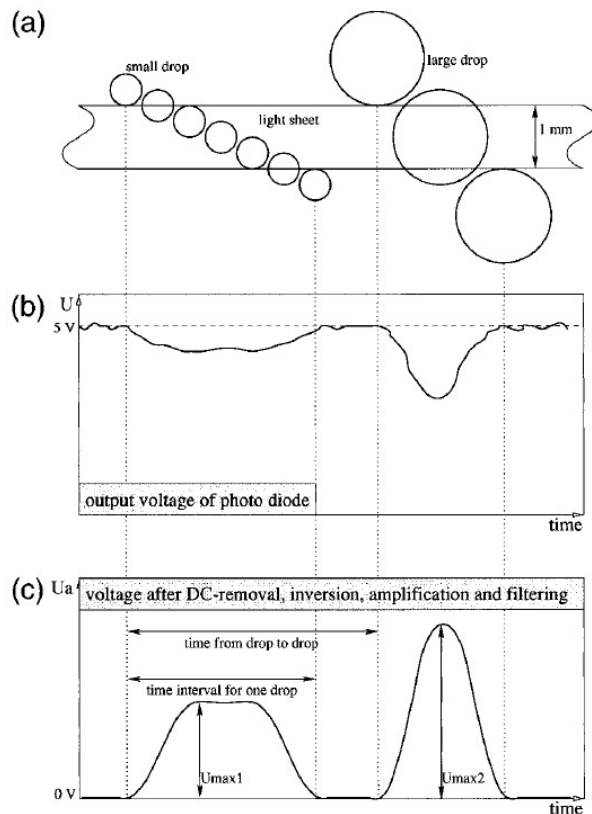 (a)
small drop
large drop
light sheet
1 mm
(b)
U
5 V
output voltage of photo diode
time
(c)
Ua
voltage after DC-removal, inversion, amplification and filtering
time from drop to drop
time interval for one drop
Umax1
Umax2
0 V
time